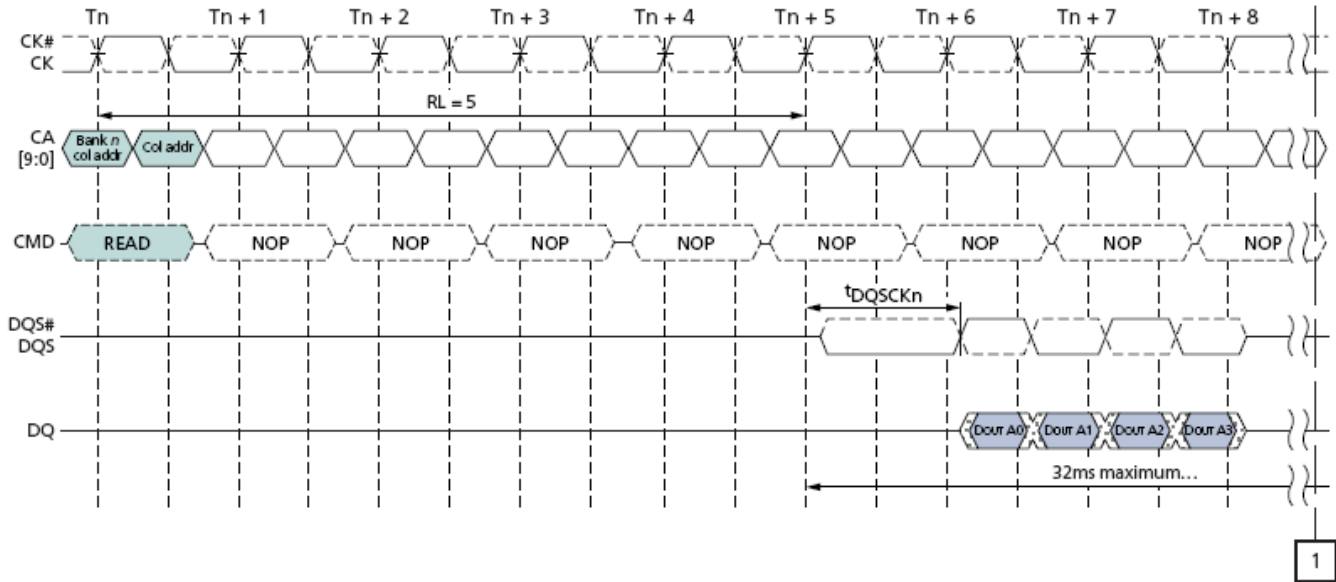 Tn Tn + 1 Tn + 2 Tn + 3 Tn + 4 Tn + 5 Tn + 6 Tn + 7 Tn + 8
CK#
CK
RL = 5
CA
[9:0]
Bank n
col addr
Col addr
CMD READ NOP NOP NOP NOP NOP NOP NOP NOP
tDQSCKn
DQS#
DQS
DQ DOUT A0 DOUT A1 DOUT A2 DOUT A3
32ms maximum…
1